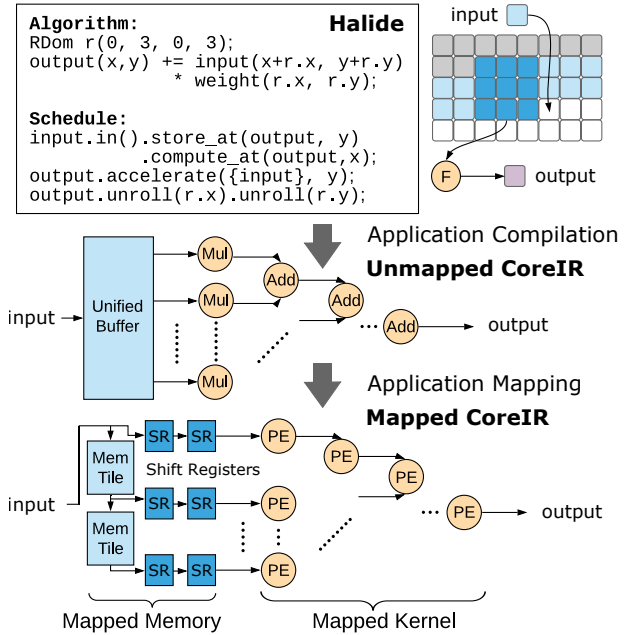 Algorithm:
Halide
RDom r(0, 3, 0, 3);
output(x,y) += input(x+r.x, y+r.y)
* weight(r.x, r.y);
Schedule:
input.in().store_at(output, y)
.compute_at(output,x);
output.accelerate({input}, y);
output.unroll(r.x).unroll(r.y);
input
F
output
Application Compilation
Unmapped CoreIR
input
Unified
Buffer
Mul
Mul
Mul
Add
Add
Add
output
Application Mapping
Mapped CoreIR
input
Mem
Tile
Mem
Tile
SR
SR
Shift Registers
SR
SR
SR
SR
PE
PE
PE
PE
PE
PE
output
Mapped Memory
Mapped Kernel